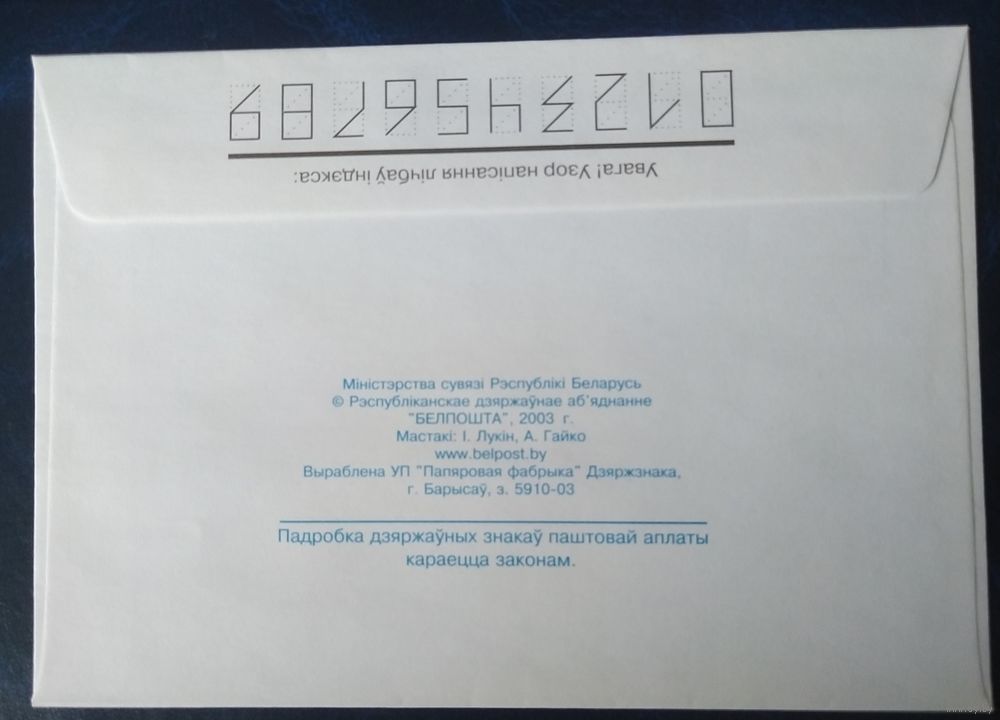 Увага! Узор напісання лічбаў індэкса:
0123456789
Міністэрства сувязі Рэспублікі Беларусь
© Рэспубліканскае дзяржаўнае аб'яднанне
"БЕЛПОШТА", 2003 г.
Мастакі: І. Лукін, А. Гайко
www.belpost.by
Выраблена УП "Папяровая фабрыка" Дзяржзнака,
г. Барысаў, з. 5910-03
Падробка дзяржаўных знакаў паштовай аплаты
караецца законам.